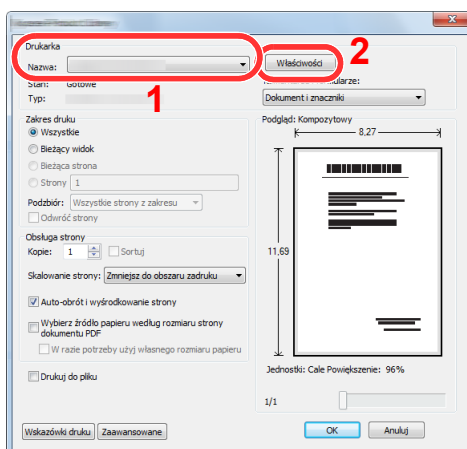 Drukarka
2
Nazwa:
Właściwości
Stan: Gotowe
Typ:
1
Dokument i znaczniki
Zakres druku
Wszystkie
Bieżący widok
Bieżąca strona
Strony 1
Podzbiór: Wszystkie strony z zakresu
Odwróć strony
Obsługa strony
Kopie: 1 Sortuj
Skalowanie strony: Zmniejsz do obszaru zadruku
Auto-obrót i wyśrodkowanie strony
Wybierz źródło papieru według rozmiaru strony
dokumentu PDF
W razie potrzeby użyj własnego rozmiaru papieru
Drukuj do pliku
Podgląd: Kompozytowy
8,27
11,69
Jednostki: Cale Powiększenie: 96%
1/1
Wskazówki druku Zaawansowane OK Anuluj